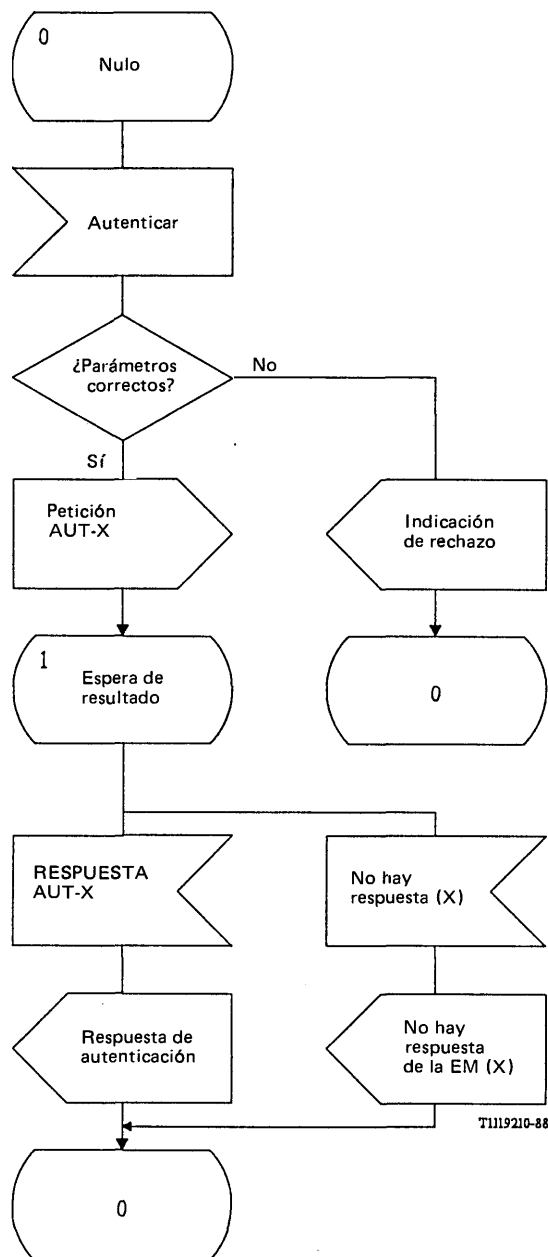 0
Nulo
Autenticar
¿Parámetros
correctos?
No
Sí
Petición
AUT-X
Indicación
de rechazo
1
Espera de
resultado
0
RESPUESTA
AUT-X
No hay
respuesta (X)
Respuesta de
autenticación
No hay
respuesta
de la EM (X)
T1119210-88
0